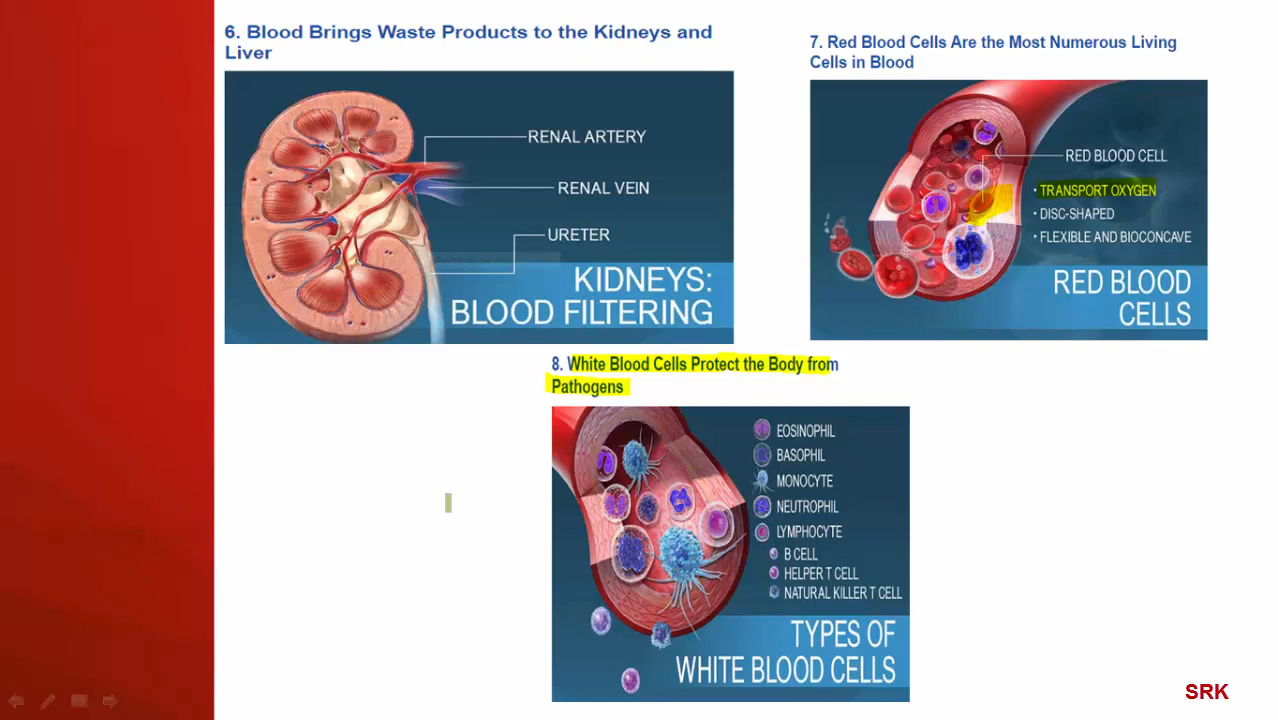 6. Blood Brings Waste Products to the Kidneys and
Liver
RENAL ARTERY
RENAL VEIN
URETER
KIDNEYS:
BLOOD FILTERING
7. Red Blood Cells Are the Most Numerous Living
Cells in Blood
RED BLOOD CELL
• TRANSPORT OXYGEN
• DISC-SHAPED
• FLEXIBLE AND BIOCONCAVE
RED BLOOD
CELLS
8. White Blood Cells Protect the Body from
Pathogens
EOSINOPHIL
BASOPHIL
MONOCYTE
NEUTROPHIL
LYMPHOCYTE
B CELL
HELPER T CELL
NATURAL KILLER T CELL
TYPES OF
WHITE BLOOD CELLS
SRK